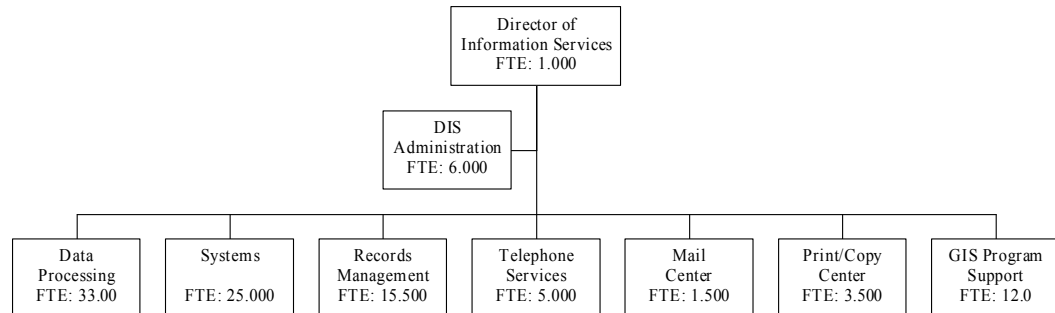 Director of
Information Services
FTE: 1.000
DIS
Administration
FTE: 6.000
Data
Processing
FTE: 33.00
Systems
FTE: 25.000
Records
Management
FTE: 15.500
Telephone
Services
FTE: 5.000
Mail
Center
FTE: 1.500
Print/Copy
Center
FTE: 3.500
GIS Program
Support
FTE: 12.0